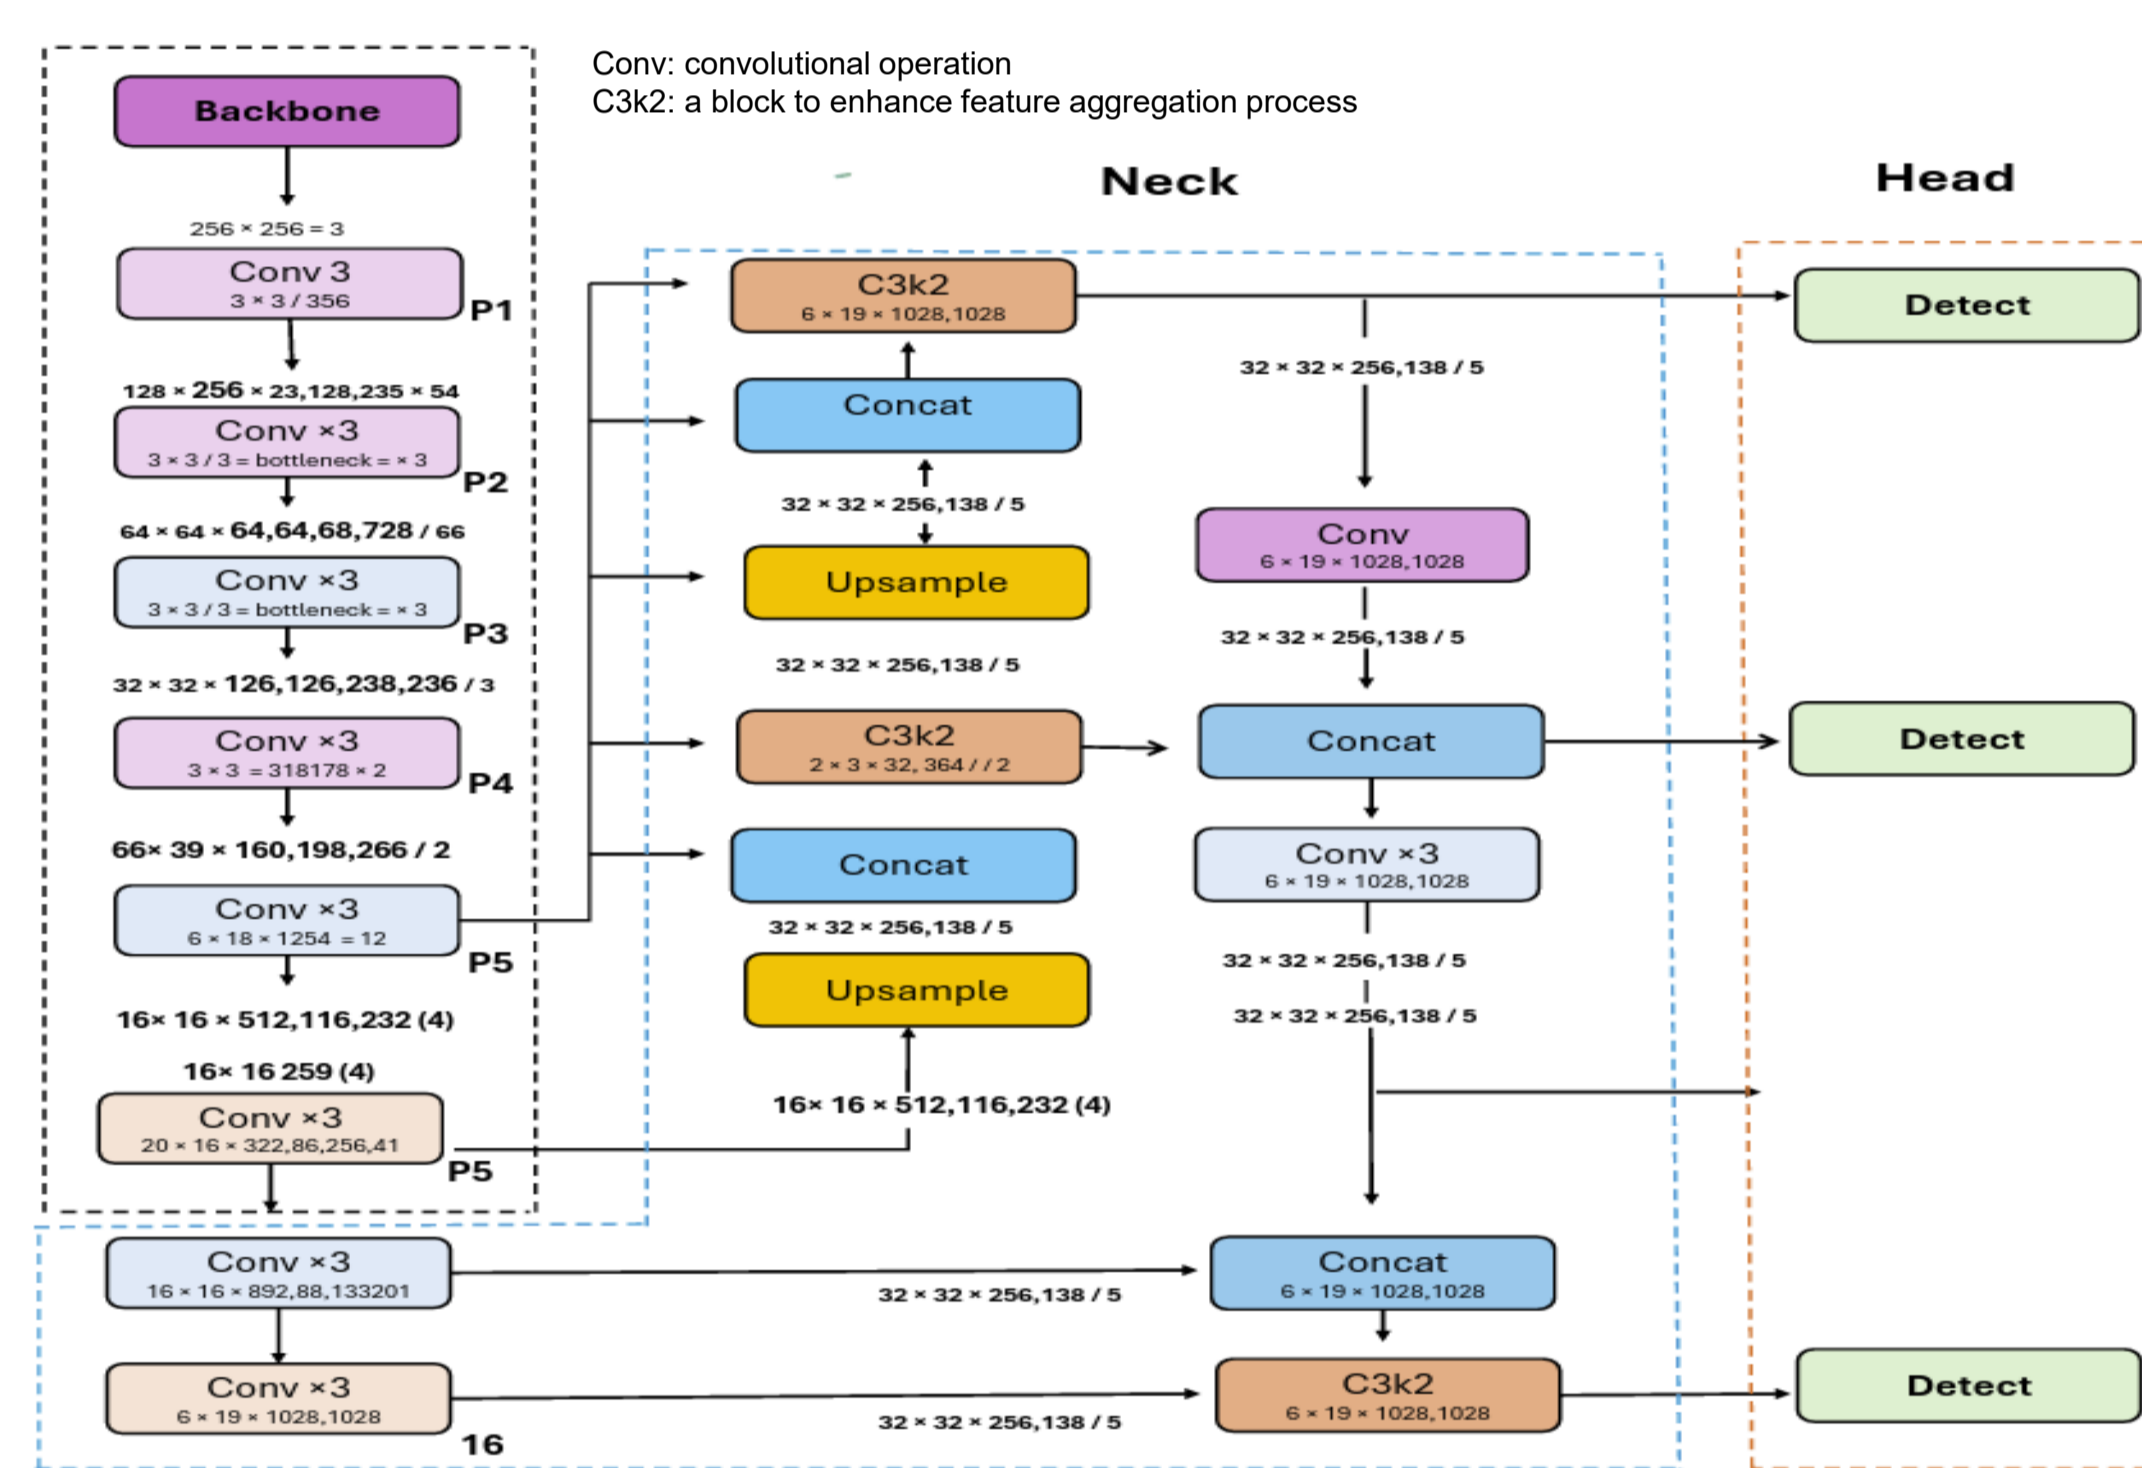 Conv: convolutional operation
C3k2: a block to enhance feature aggregation process
Backbone
256 × 256 = 3
Conv 3
3 × 3 / 356
P1
128 × 256 × 23,128,235 × 54
Conv ×3
3 × 3 / 3 = bottleneck = × 3
P2
64 × 64 × 64,64,68,728 / 66
Conv ×3
3 × 3 / 3 = bottleneck = × 3
P3
32 × 32 × 126,126,238,236 / 3
Conv ×3
3 × 3 = 318178 × 2
P4
66× 39 × 160,198,266 / 2
Conv ×3
6 × 18 × 1254 = 12
P5
16× 16 × 512,116,232 (4)
16× 16 259 (4)
Conv ×3
20 × 16 × 322,86,256,41
P5
Conv ×3
16 × 16 × 892,88,133201
Conv ×3
6 × 19 × 1028,1028
16
Neck
C3k2
6 × 19 × 1028,1028
Concat
32 × 32 × 256,138 / 5
Upsample
32 × 32 × 256,138 / 5
C3k2
2 × 3 × 32, 364 / / 2
Concat
32 × 32 × 256,138 / 5
Upsample
16× 16 × 512,116,232 (4)
32 × 32 × 256,138 / 5
32 × 32 × 256,138 / 5
32 × 32 × 256,138 / 5
Conv
6 × 19 × 1028,1028
32 × 32 × 256,138 / 5
Concat
Conv ×3
6 × 19 × 1028,1028
32 × 32 × 256,138 / 5
32 × 32 × 256,138 / 5
Concat
6 × 19 × 1028,1028
C3k2
6 × 19 × 1028,1028
Head
Detect
Detect
Detect